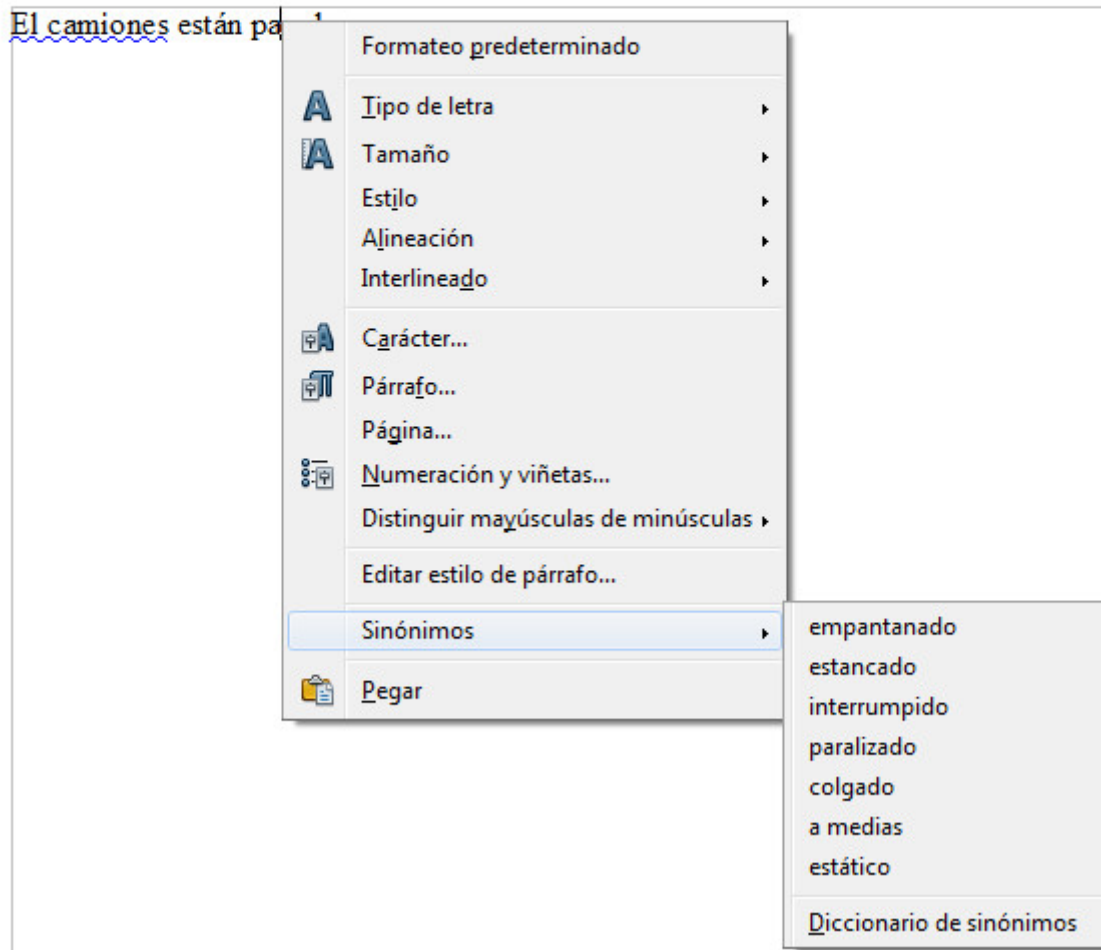 El camiones están
Formateo predeterminado
Tipo de letra
Tamaño
Estilo
Alineación
Interlineado
Carácter...
Párrafo...
Página...
Numeración y viñetas...
Distinguir mayúsculas de minúsculas
Editar estilo de párrafo...
Sinónimos
Pegar
empantanado
estancado
interrumpido
paralizado
colgado
a medias
estático
Diccionario de sinónimos